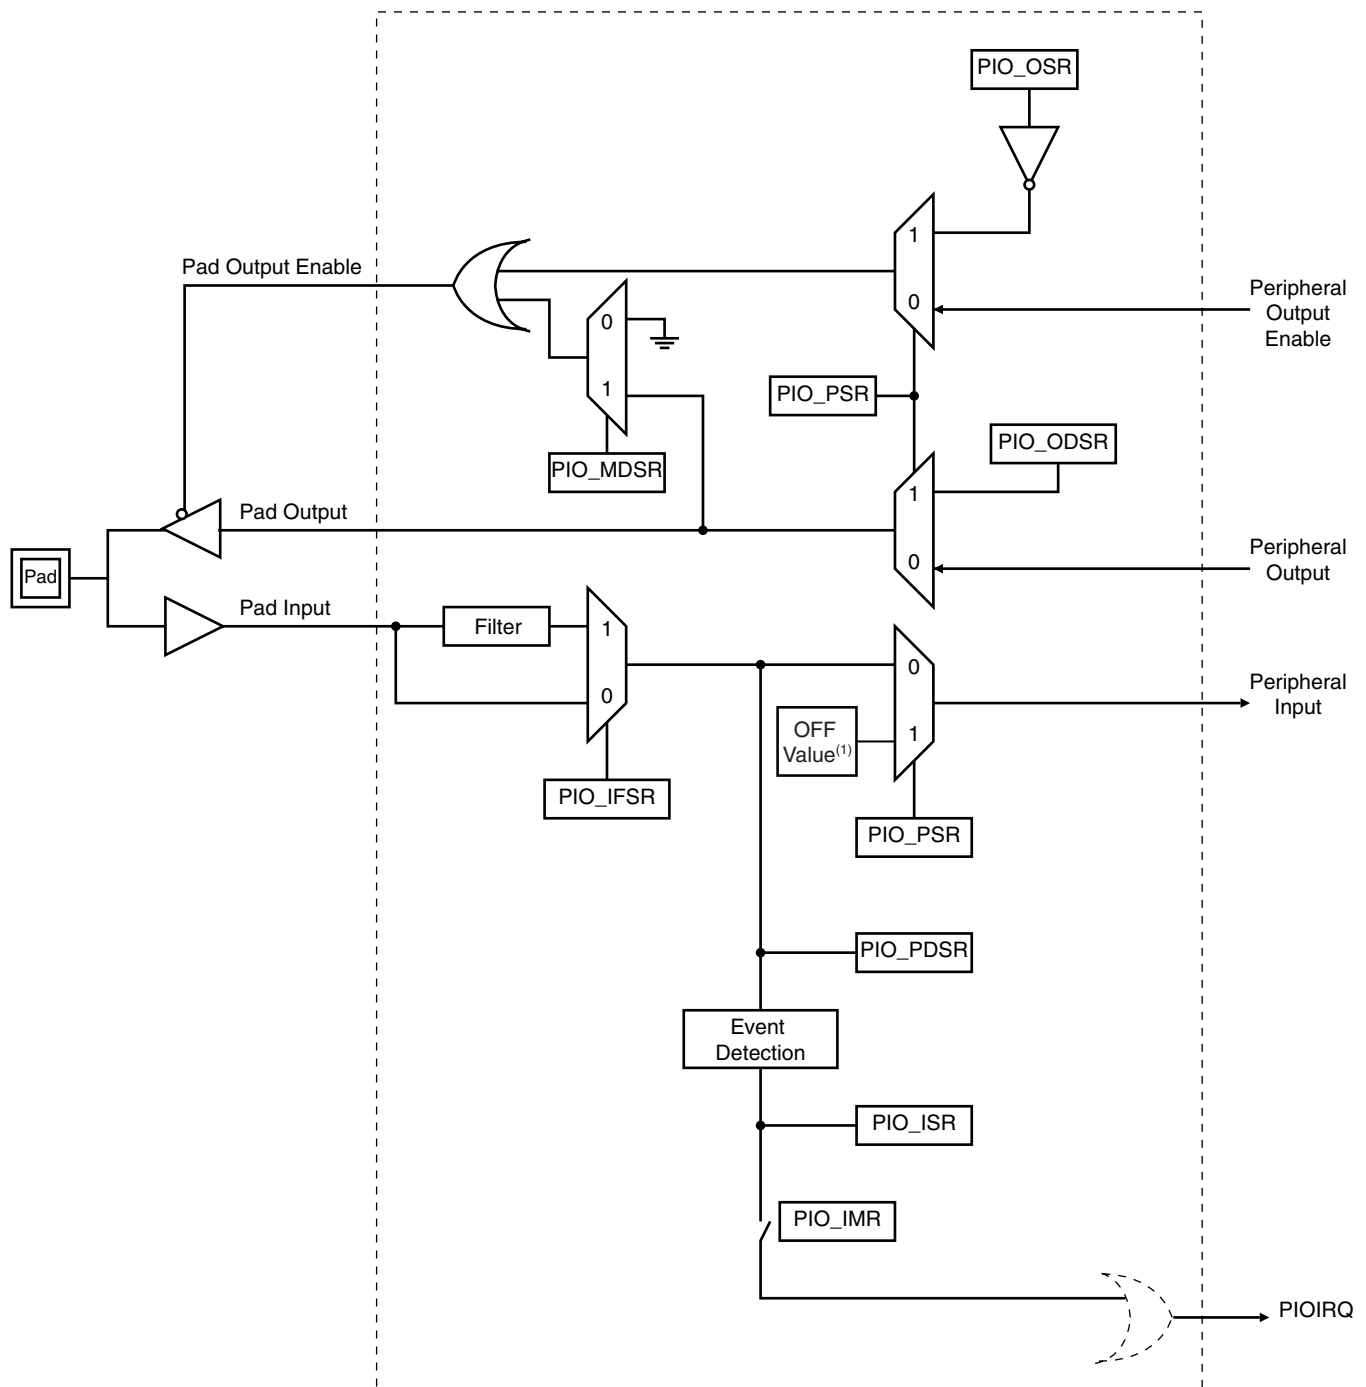 PIO_OSR
1
Pad Output Enable
0
Peripheral
Output
Enable
0
1
PIO_PSR
PIO_MDSR
PIO_ODSR
1
Pad Output
0
Peripheral
Output
Pad
Pad Input
Filter
1
0
0
1
OFF
Value(1)
Peripheral
Input
PIO_IFSR
PIO_PSR
PIO_PDSR
Event
Detection
PIO_ISR
PIO_IMR
PIOIRQ